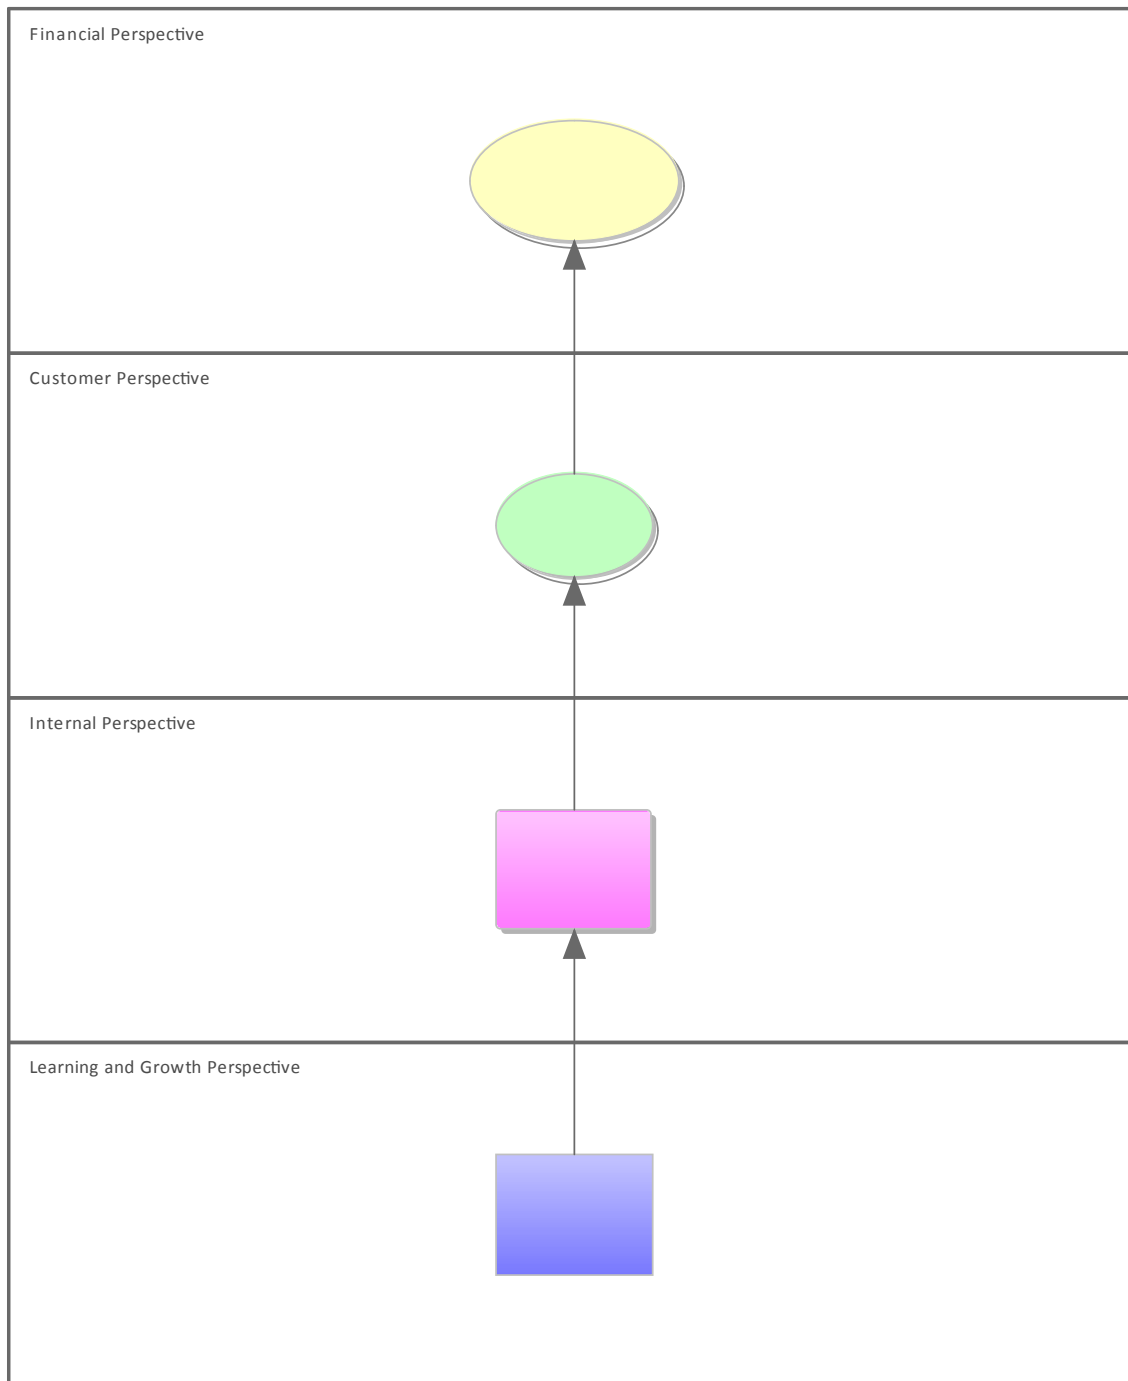 Financial Perspective
Customer Perspective
Internal Perspective
Learning and Growth Perspective